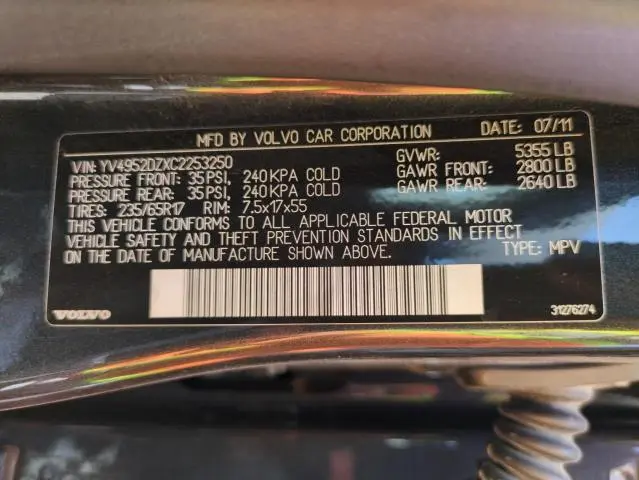 MFD BY VOLVO CAR CORPORATION DATE: 07/11
VIN: YV4952DZXC2253250 GVWR: 5355 LB
PRESSURE FRONT: 35 PSI, 240 KPA COLD GAWR FRONT: 2800 LB
PRESSURE REAR: 35 PSI, 240 KPA COLD GAWR REAR: 2640 LB
TIRES: 235/65R17 RIM: 7,5x17x55
THIS VEHICLE CONFORMS TO ALL APPLICABLE FEDERAL MOTOR
VEHICLE SAFETY AND THEFT PREVENTION STANDARDS IN EFFECT
ON THE DATE OF MANUFACTURE SHOWN ABOVE. TYPE: MPV
VOLVO 31276274